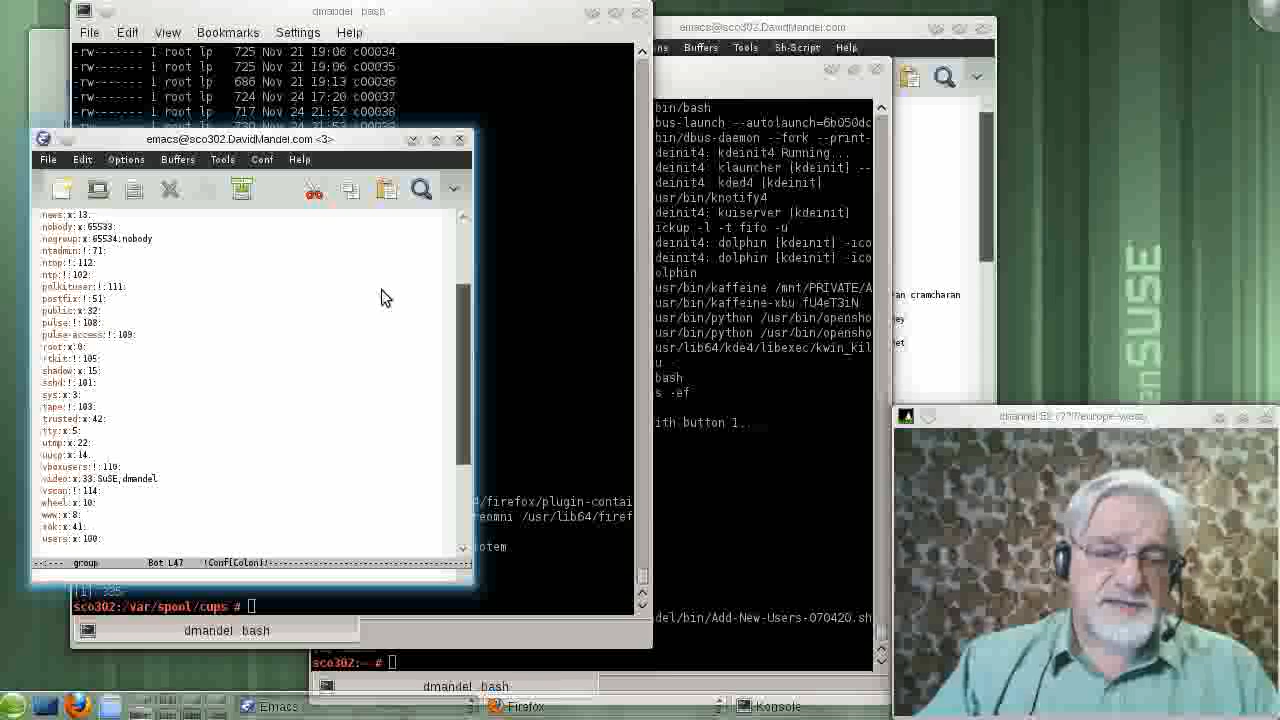 dmandel : bash
File Edit View Bookmarks Settings Help
-rw------- 1 root lp 725 Nov 21 19:06 c00034
-rw------- 1 root lp 725 Nov 21 19:06 c00035
-rw------- 1 root lp 686 Nov 21 19:13 c00036
-rw------- 1 root lp 724 Nov 24 17:20 c00037
-rw------- 1 root lp 717 Nov 24 21:52 c00038
emacs@sco302.DavidMandel.com <3>
File Edit Options Buffers Tools Conf Help
news:x:13:
nobody:x:65533:
nogroup:x:65534:nobody
ntadmin:!:71:
ntop:!:112:
ntp:!:102:
polkituser:!:111:
postfix:!:51:
public:x:32:
pulse:!:108:
pulse-access:!:109:
root:x:0:
rtkit:!:105:
shadow:x:15:
sshd:!:101:
sys:x:3:
tape:!:103:
trusted:x:42:
tty:x:5:
utmp:x:22:
uucp:x:14:
vboxusers:!:110:
video:x:33:SuSE,dmandel
vscan:!:114:
wheel:x:10:
www:x:8:
xok:x:41:
users:x:100:
group Bot L47 (Conf[Colon])
4/firefox/plugin-contai
/usr/lib64/firef
sco302:/var/spool/cups #
dmandel : bash
emacs@sco302.DavidMandel.com
ns Buffers Tools Sh-Script Help
bin/bash
bus-launch --autolaunch=6b050dc
bin/dbus-daemon --fork --print-
deinit4: kdeinit4 Running...
deinit4: klauncher [kdeinit] --
deinit4: kded4 [kdeinit]
usr/bin/knotify4
deinit4: kuiserver [kdeinit]
ickup -l -t fifo -u
deinit4: dolphin [kdeinit] -ico
deinit4: dolphin [kdeinit] -ico
olphin
usr/bin/kaffeine /mnt/PRIVATE/A
usr/bin/kaffeine-xbu fU4eT3iN
usr/bin/python /usr/bin/opensho
usr/bin/python /usr/bin/opensho
usr/lib64/kde4/libexec/kwin_kil
u -
bash
s -ef
ith button 1..
del/bin/Add-New-Users-070420.sh
sco302:~ #
dmandel : bash
an cramcharan
ey
et
enSUSE
Emacs
Firefox
Konsole